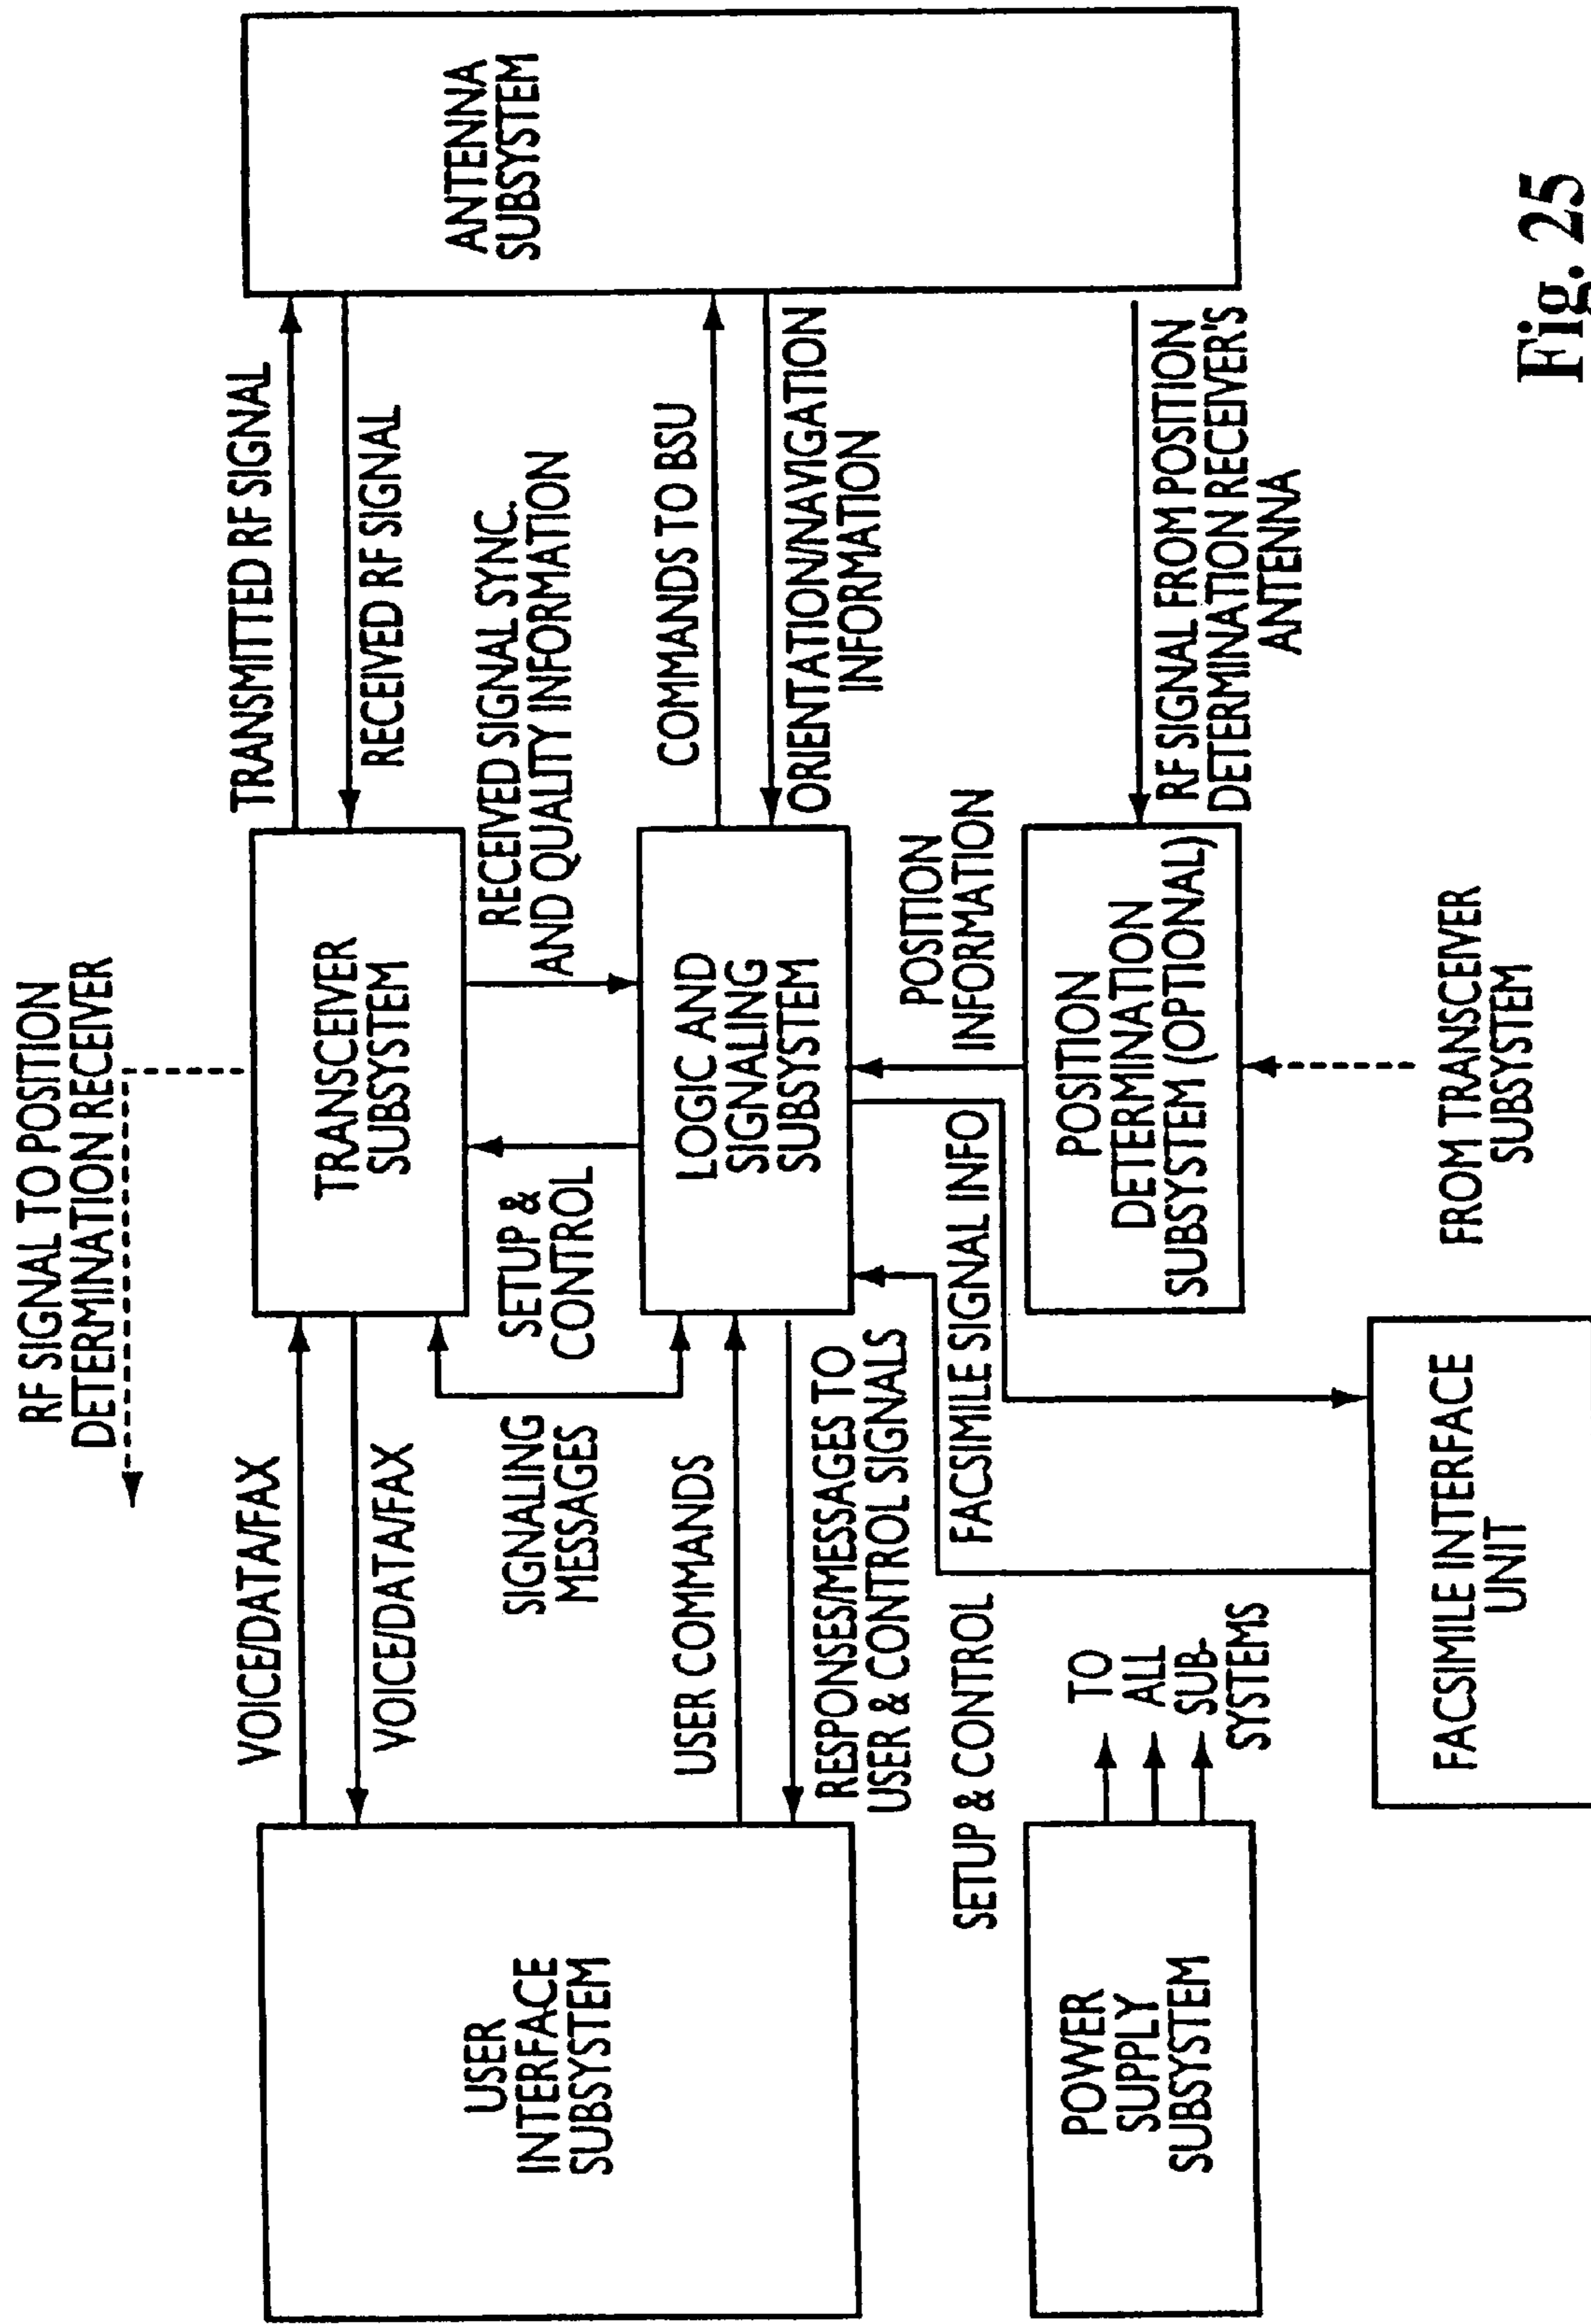 RF SIGNAL TO POSITION
DETERMINATION RECEIVER
VOICE/DATA/FAX
VOICE/DATA/FAX
TRANSCEIVER
SUBSYSTEM
TRANSMITTED RF SIGNAL
RECEIVED RF SIGNAL
ANTENNA
SUBSYSTEM
SIGNALING
MESSAGES
SETUP &
CONTROL
RECEIVED SIGNAL SYNC.
AND QUALITY INFORMATION
USER
INTERFACE
SUBSYSTEM
USER COMMANDS
RESPONSES/MESSAGES TO
USER & CONTROL SIGNALS
LOGIC AND
SIGNALING
SUBSYSTEM
COMMANDS TO BSU
ORIENTATION/NAVIGATION
INFORMATION
SETUP & CONTROL
FACSIMILE SIGNAL INFO
POSITION
INFORMATION
POWER
SUPPLY
SUBSYSTEM
TO
ALL
SUB-
SYSTEMS
POSITION
DETERMINATION
SUBSYSTEM (OPTIONAL)
RF SIGNAL FROM POSITION
DETERMINATION RECEIVER'S
ANTENNA
FACSIMILE INTERFACE
UNIT
FROM TRANSCEIVER
SUBSYSTEM
Fig. 25